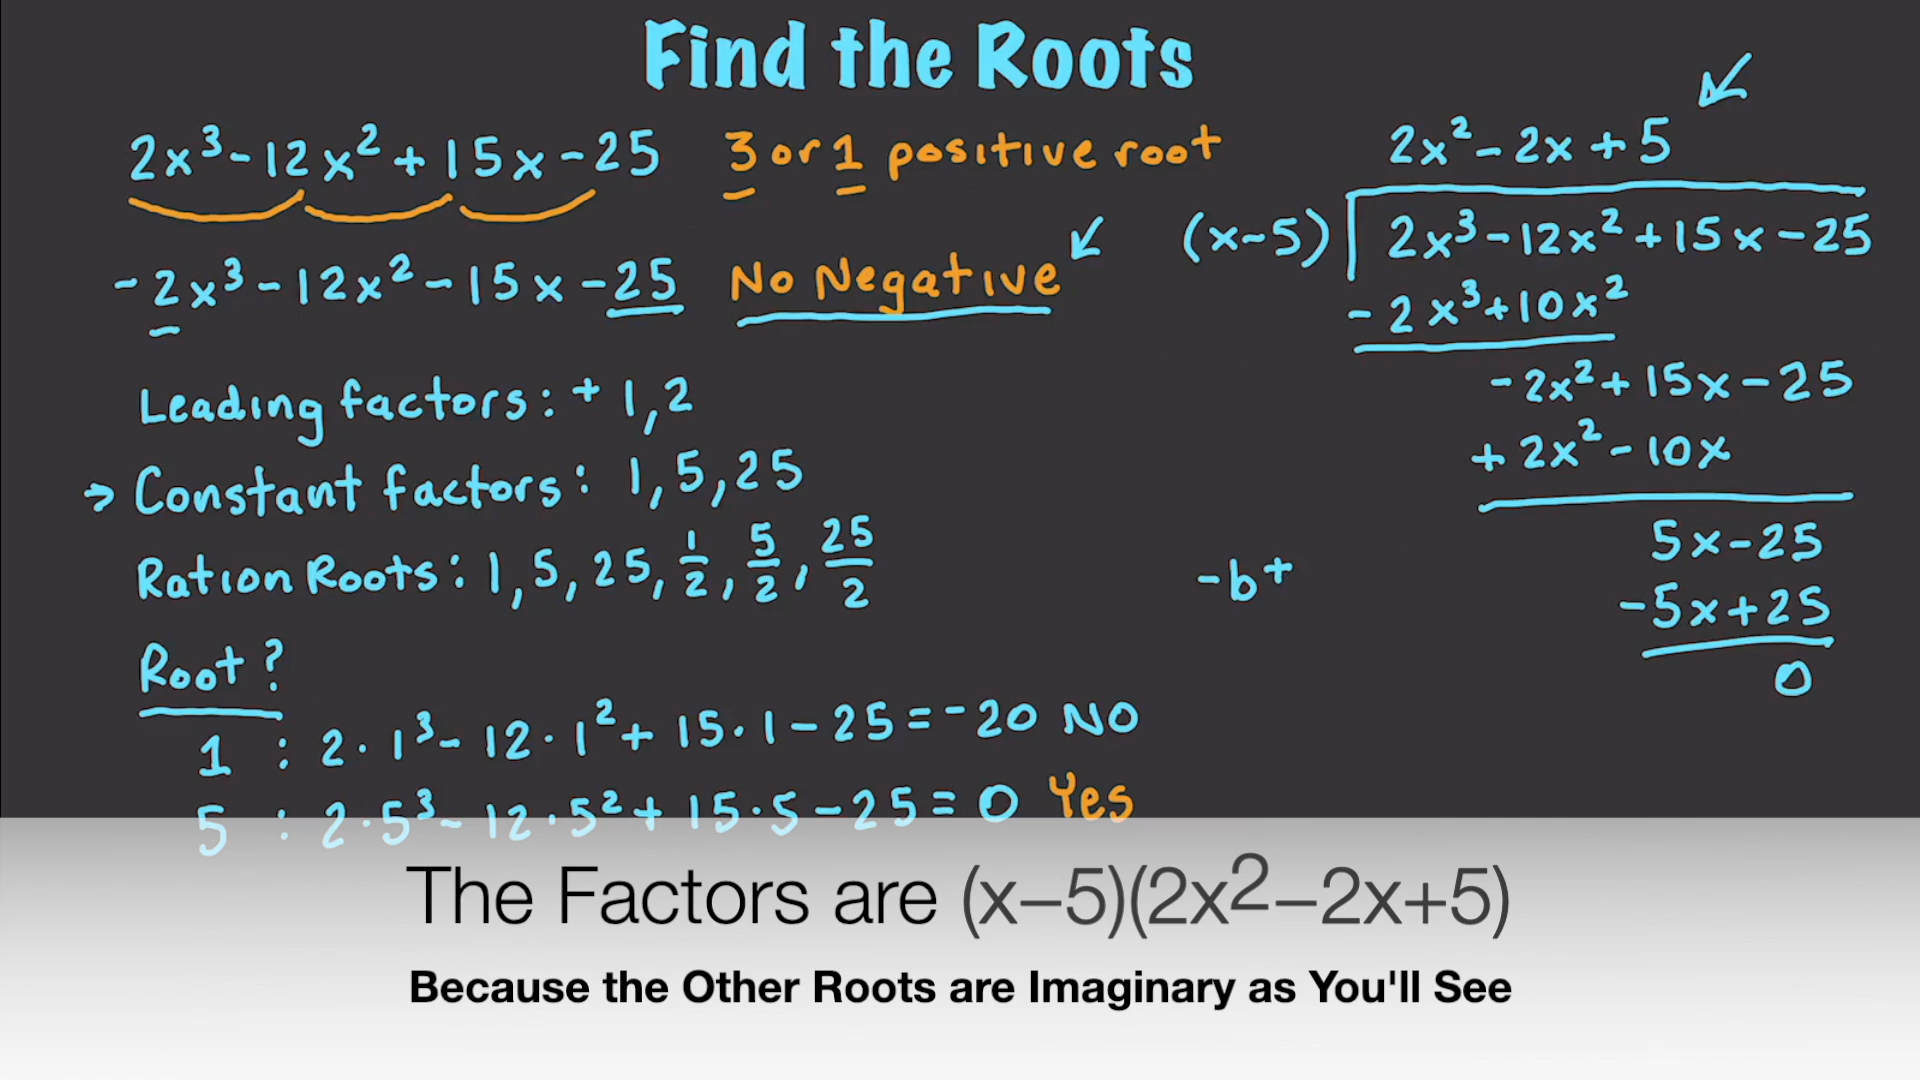 Find the Roots
2x³-12x²+15x-25 3 or 1 positive root
-2x³-12x²-15x-25 No Negative
Leading factors: + 1,2
→ Constant factors: 1,5,25
Ration Roots: 1,5,25,1/2,5/2,25/2
Root?
1 : 2·1³-12·1²+15·1-25=-20 NO
5 : 2·5³-12·5²+15·5-25=0 Yes
2x²-2x+5
(x-5) 2x³-12x²+15x-25
-2x³+10x²
-2x²+15x-25
+2x²-10x
5x-25
-5x+25
0
-b+
The Factors are (x–5)(2x2–2x+5)
Because the Other Roots are Imaginary as You'll See